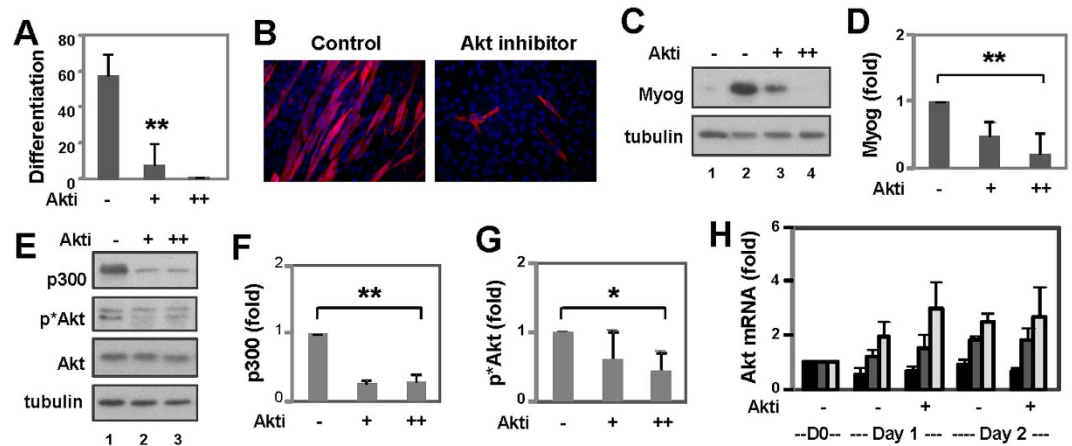 A
Differentiation
80
60
40
20
0
**
Akti - + ++
B
Control Akt inhibitor
C
Akti - - + ++
Myog
tubulin
1 2 3 4
D
Myog (fold)
2
1
0
**
Akti - + ++
E
Akti - + ++
p300
p*Akt
Akt
tubulin
1 2 3
F
p300 (fold)
2
1
0
**
Akti - + ++
G
p*Akt (fold)
2
1
0
*
Akti - + ++
H
Akt mRNA (fold)
6
4
2
0
Akti - - + - +
--D0-- --- Day 1 --- ---- Day 2 ---